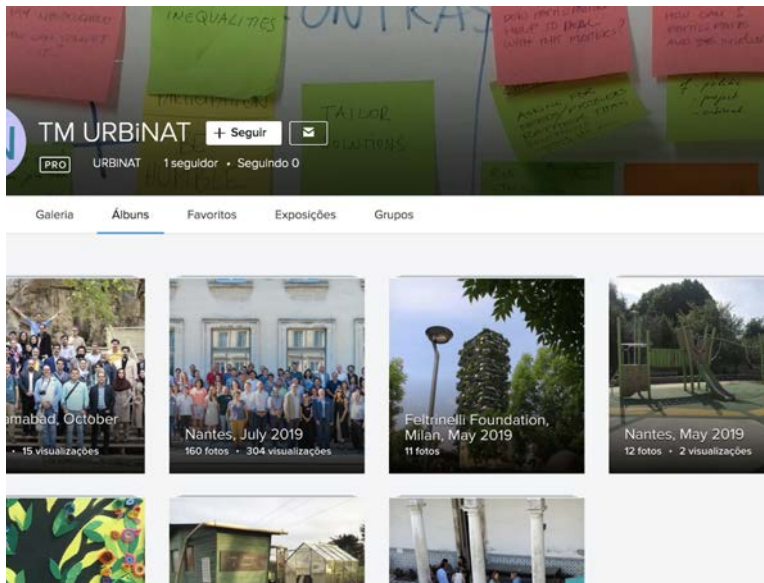 INEQUALITIES-
TAILOR
SOLUTIONS
TM URBiNAT
+ Seguir
PRO
URBINAT
1 seguidor • Seguindo 0
Galeria
Álbuns
Favoritos
Exposições
Grupos
amabad, October
• 15 visualizações
Nantes, July 2019
160 fotos • 304 visualizações
Feltrinelli Foundation,
Milan, May 2019
11 fotos
Nantes, May 2019
12 fotos • 2 visualizações